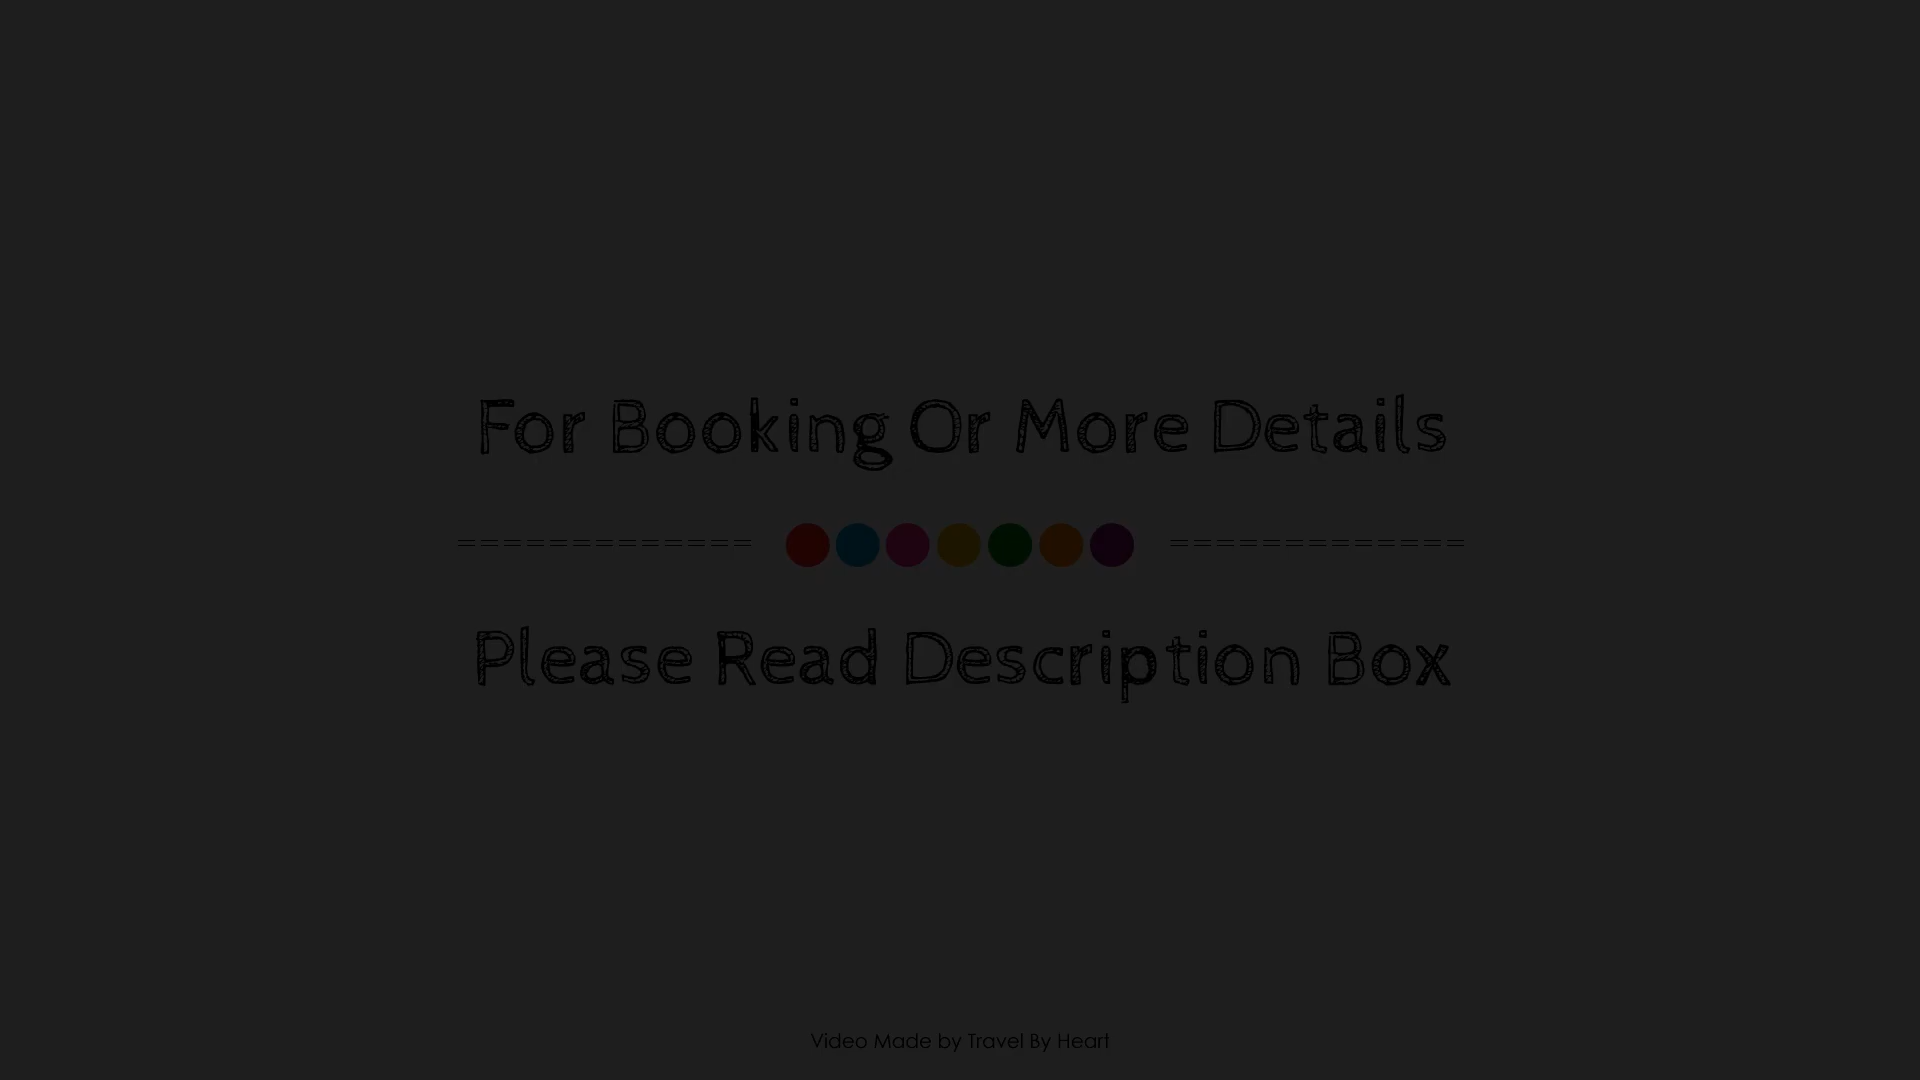 For Booking Or More Details
============= =============
Please Read Description Box
Video Made by Travel By Heart